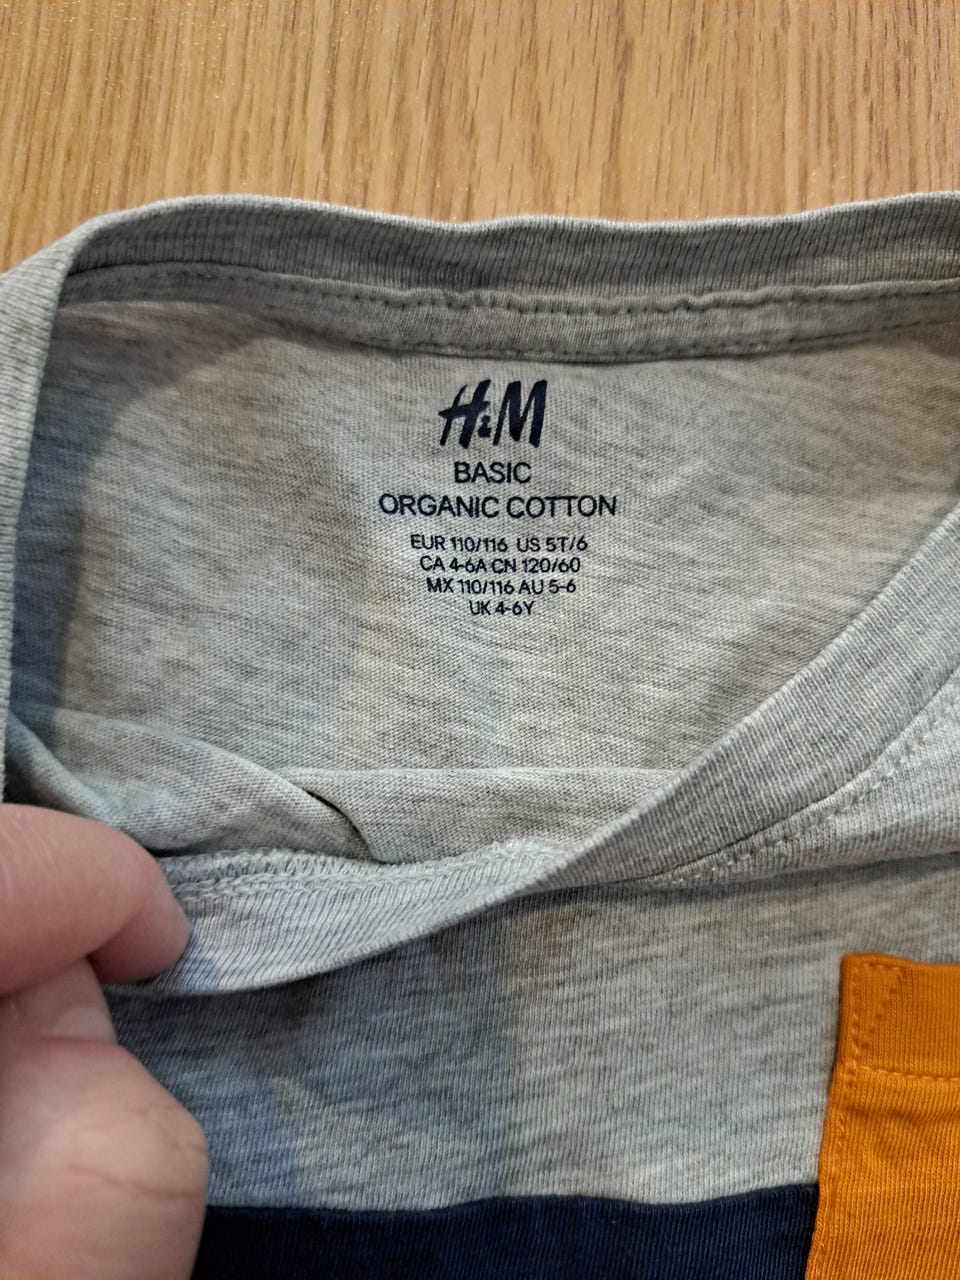 H&M
BASIC
ORGANIC COTTON
EUR 110/116 US 5T/6
CA 4-6A CN 120/60
MX 110/116 AU 5-6
UK 4-6Y